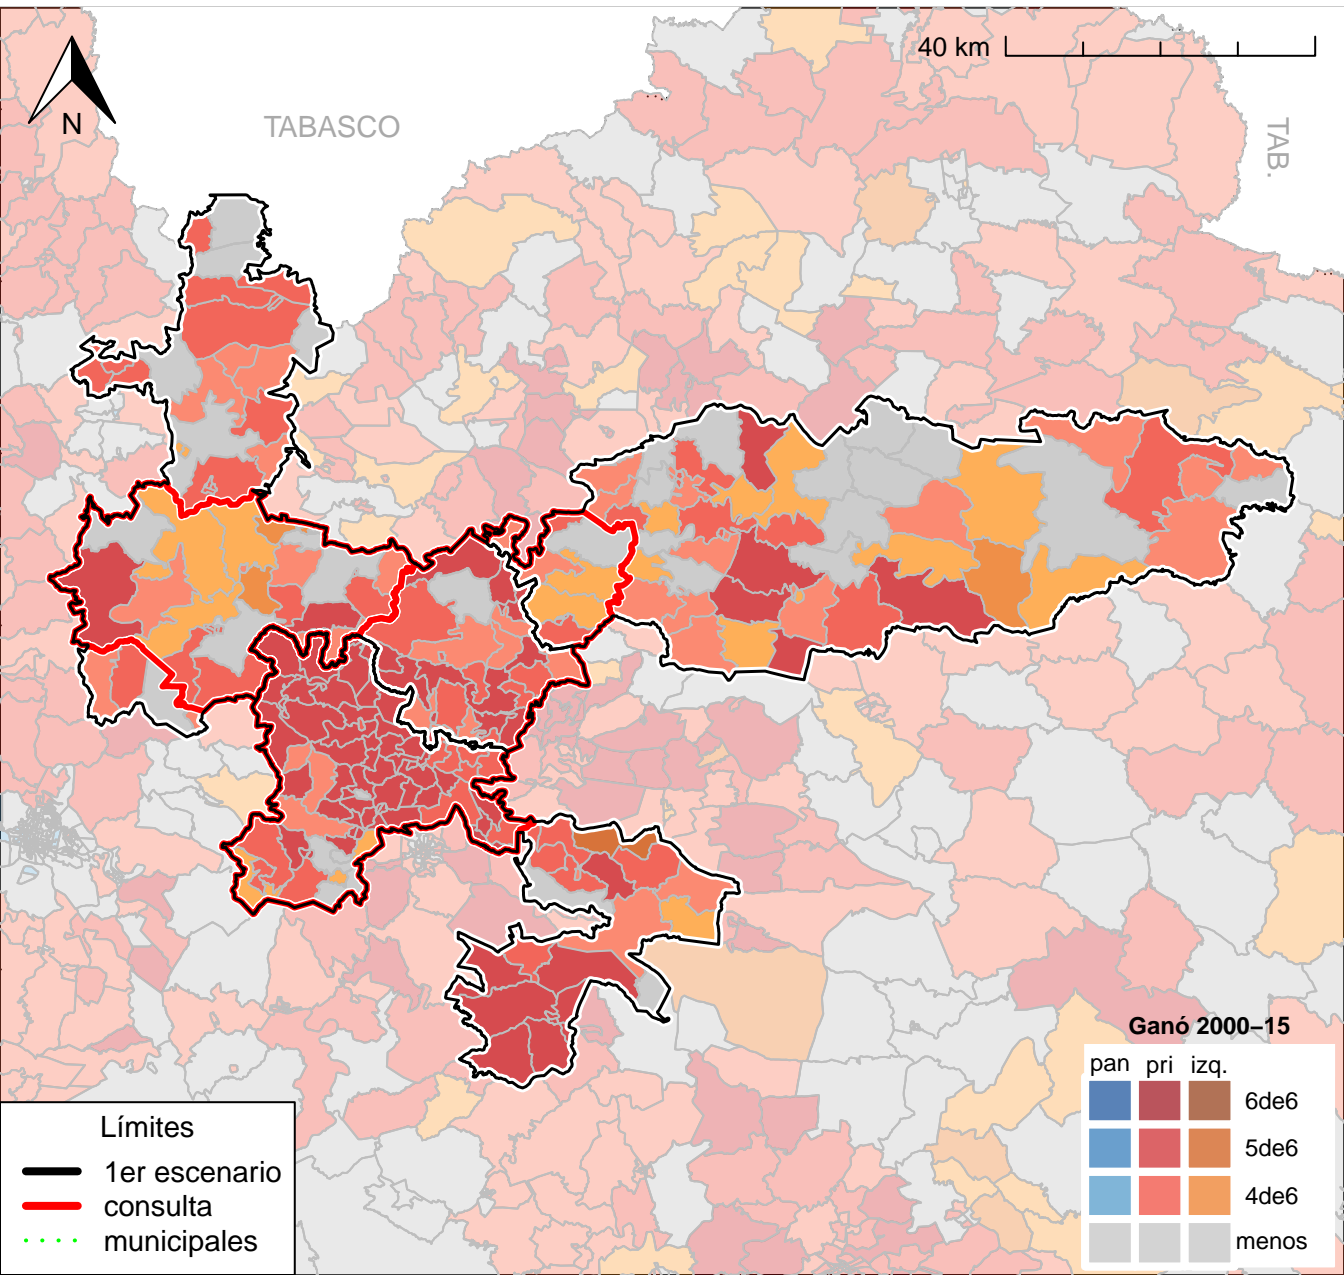 40 km
N
TABASCO
TAB.
Ganó 2000–15
pan pri izq.
6de6
5de6
4de6
menos
Límites
1er escenario
consulta
municipales